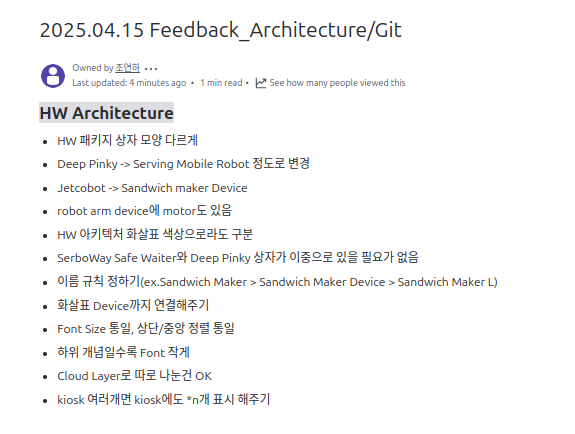 2025.04.15 Feedback_Architecture/Git
Owned by 조연하 •••
Last updated: 4 minutes ago • 1 min read • See how many people viewed this
HW Architecture
• HW 패키지 상자 모양 다르게
• Deep Pinky -> Serving Mobile Robot 정도로 변경
• Jetcobot -> Sandwich maker Device
• robot arm device에 motor도 있음
• HW 아키텍처 화살표 색상으로라도 구분
• SerboWay Safe Waiter와 Deep Pinky 상자가 이중으로 있을 필요가 없음
• 이름 규칙 정하기(ex.Sandwich Maker > Sandwich Maker Device > Sandwich Maker L)
• 화살표 Device까지 연결해주기
• Font Size 통일, 상단/중앙 정렬 통일
• 하위 개념일수록 Font 작게
• Cloud Layer로 따로 나눈건 OK
• kiosk 여러개면 kiosk에도 *n개 표시 해주기